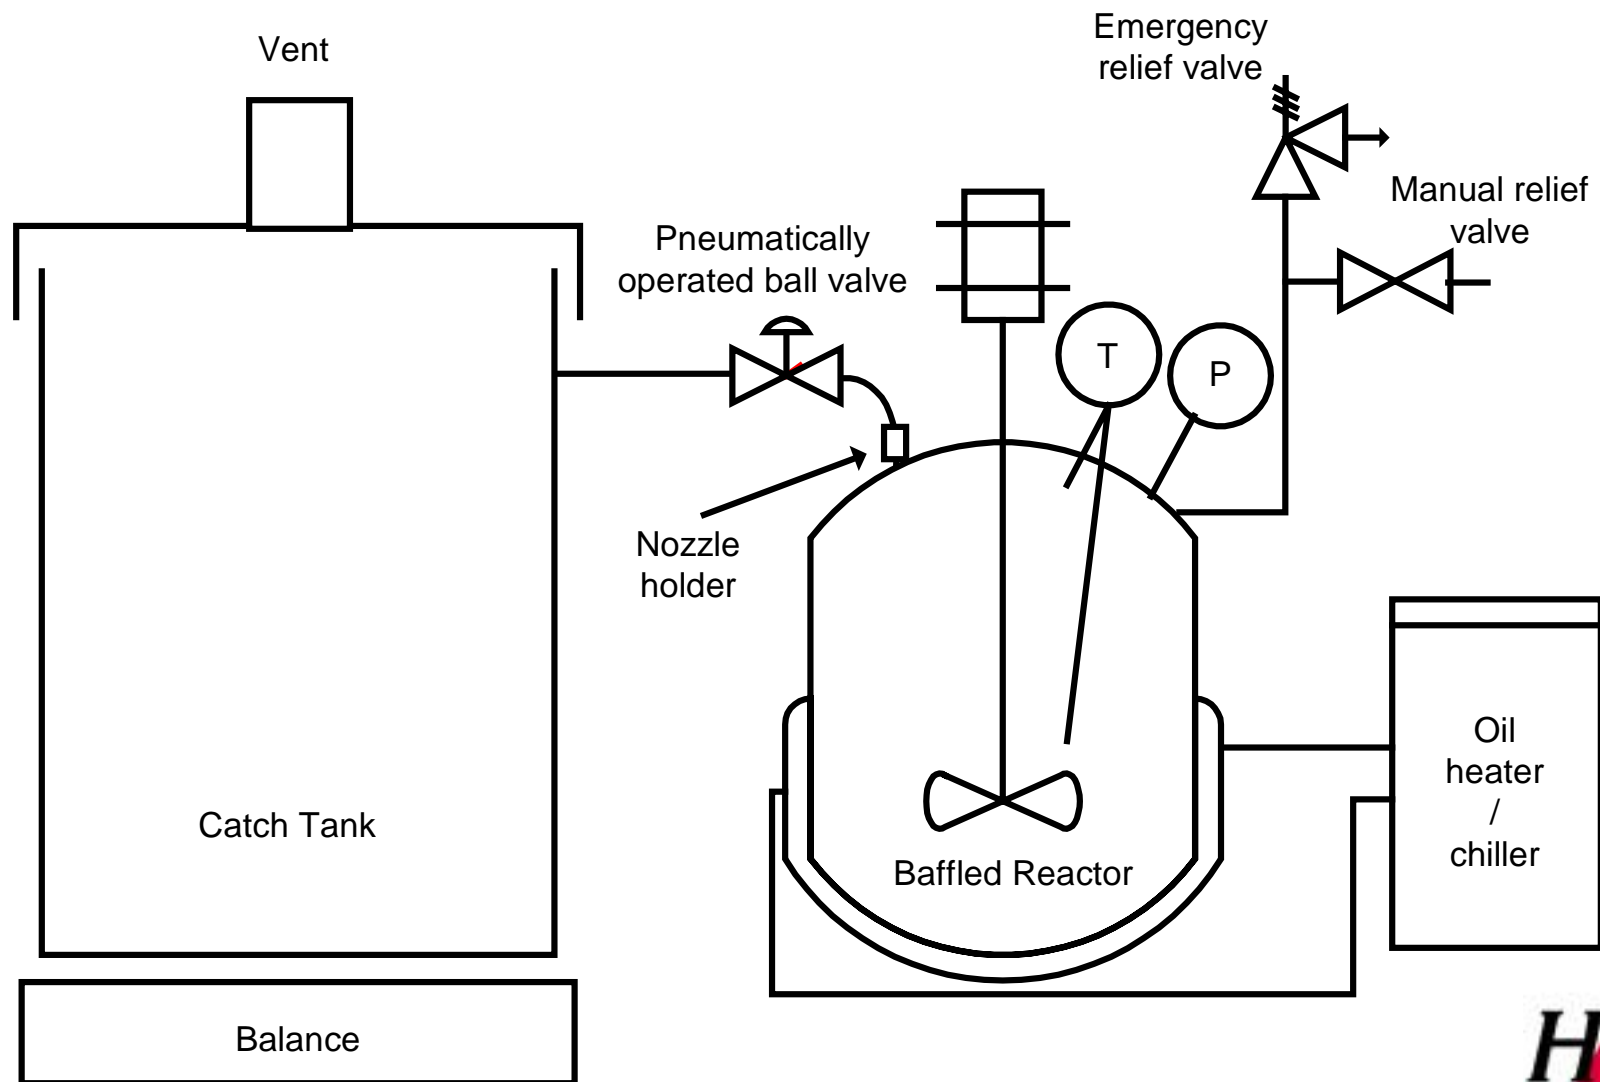 Vent
Emergency
relief valve
Manual relief
valve
Pneumatically
operated ball valve
T
P
Nozzle
holder
Oil
heater
/
chiller
Catch Tank
Baffled Reactor
Balance
H